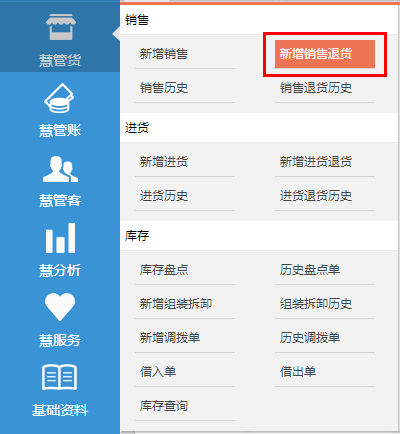 慧管货
慧管账
慧管客
慧分析
慧服务
基础资料
销售
新增销售 新增销售退货
销售历史 销售退货历史
进货
新增进货 新增进货退货
进货历史 进货退货历史
库存
库存盘点 历史盘点单
新增组装拆卸 组装拆卸历史
新增调拨单 历史调拨单
借入单 借出单
库存查询